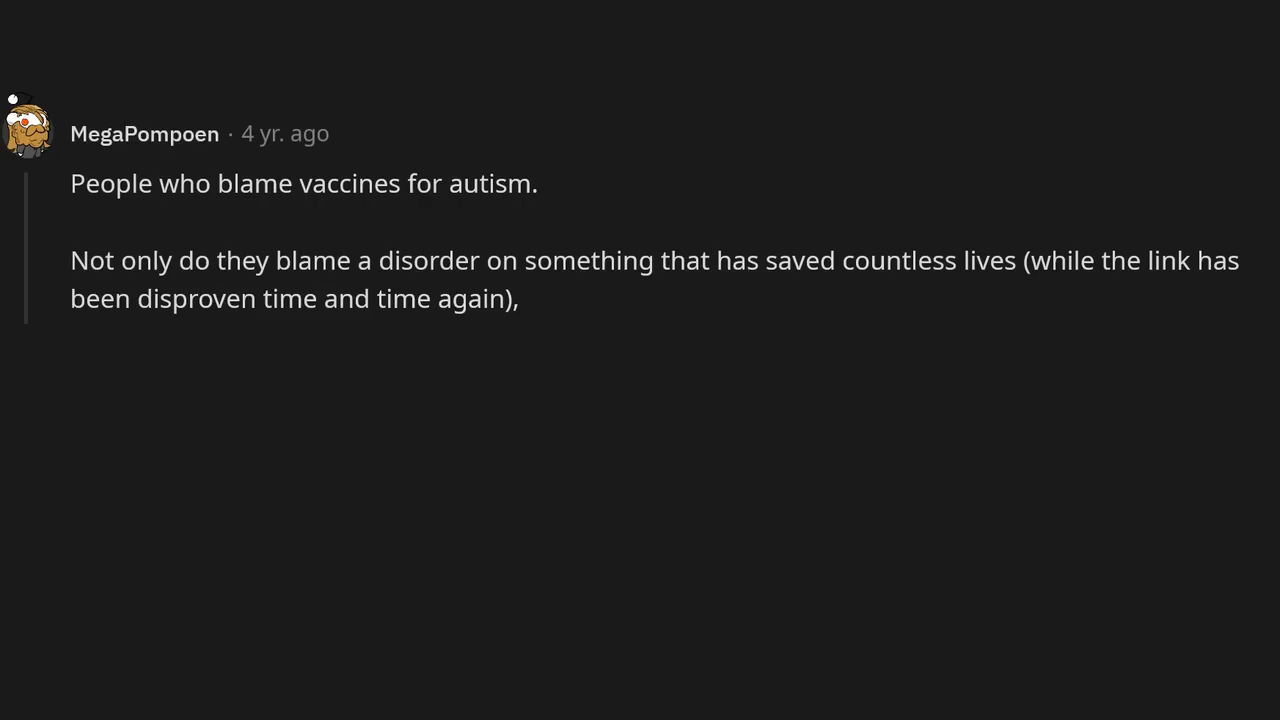 MegaPompoen · 4 yr. ago
People who blame vaccines for autism.
Not only do they blame a disorder on something that has saved countless lives (while the link has
been disproven time and time again),